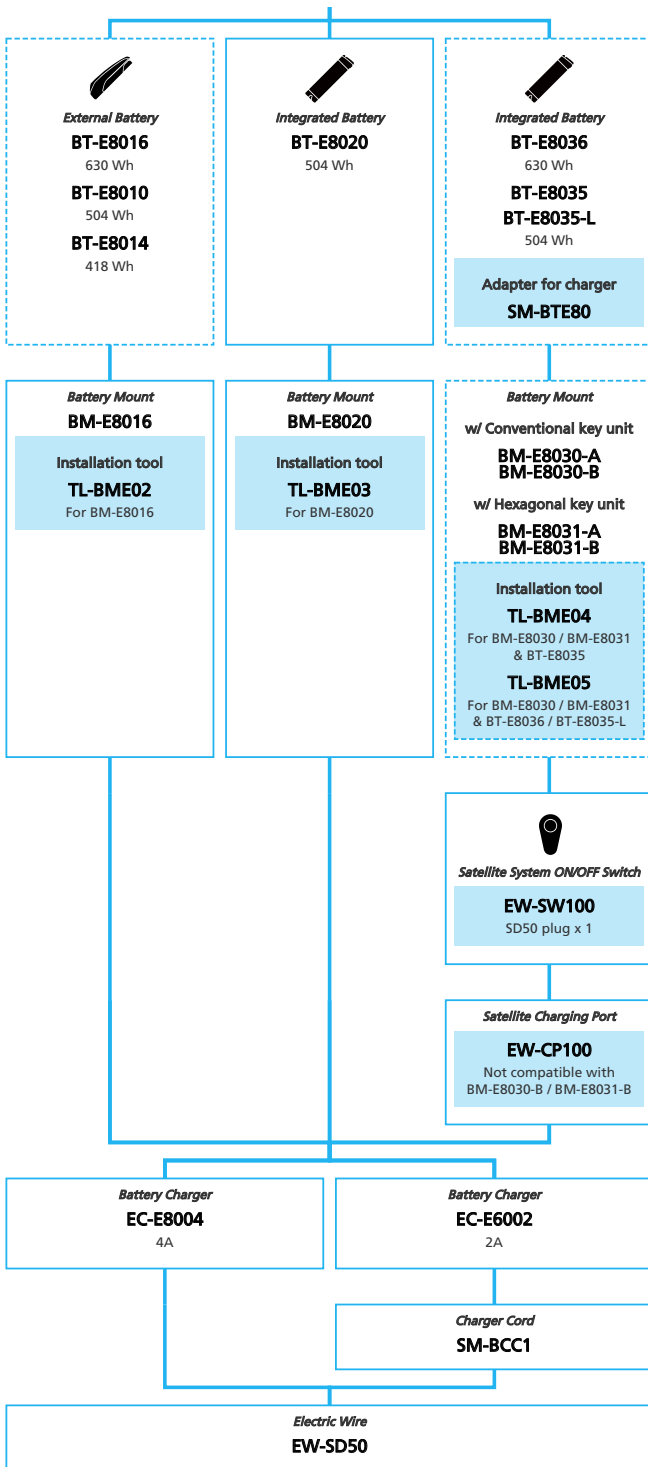 External Battery
BT-E8016
630 Wh
BT-E8010
504 Wh
BT-E8014
418 Wh
Integrated Battery
BT-E8020
504 Wh
Integrated Battery
BT-E8036
630 Wh
BT-E8035
BT-E8035-L
504 Wh
Adapter for charger
SM-BTE80
Battery Mount
BM-E8016
Installation tool
TL-BME02
For BM-E8016
Battery Mount
BM-E8020
Installation tool
TL-BME03
For BM-E8020
Battery Mount
w/ Conventional key unit
BM-E8030-A
BM-E8030-B
w/ Hexagonal key unit
BM-E8031-A
BM-E8031-B
Installation tool
TL-BME04
For BM-E8030 / BM-E8031
& BT-E8035
TL-BME05
For BM-E8030 / BM-E8031
& BT-E8036 / BT-E8035-L
Satellite System ON/OFF Switch
EW-SW100
SD50 plug x 1
Satellite Charging Port
EW-CP100
Not compatible with
BM-E8030-B / BM-E8031-B
Battery Charger
EC-E8004
4A
Battery Charger
EC-E6002
2A
Charger Cord
SM-BCC1
Electric Wire
EW-SD50